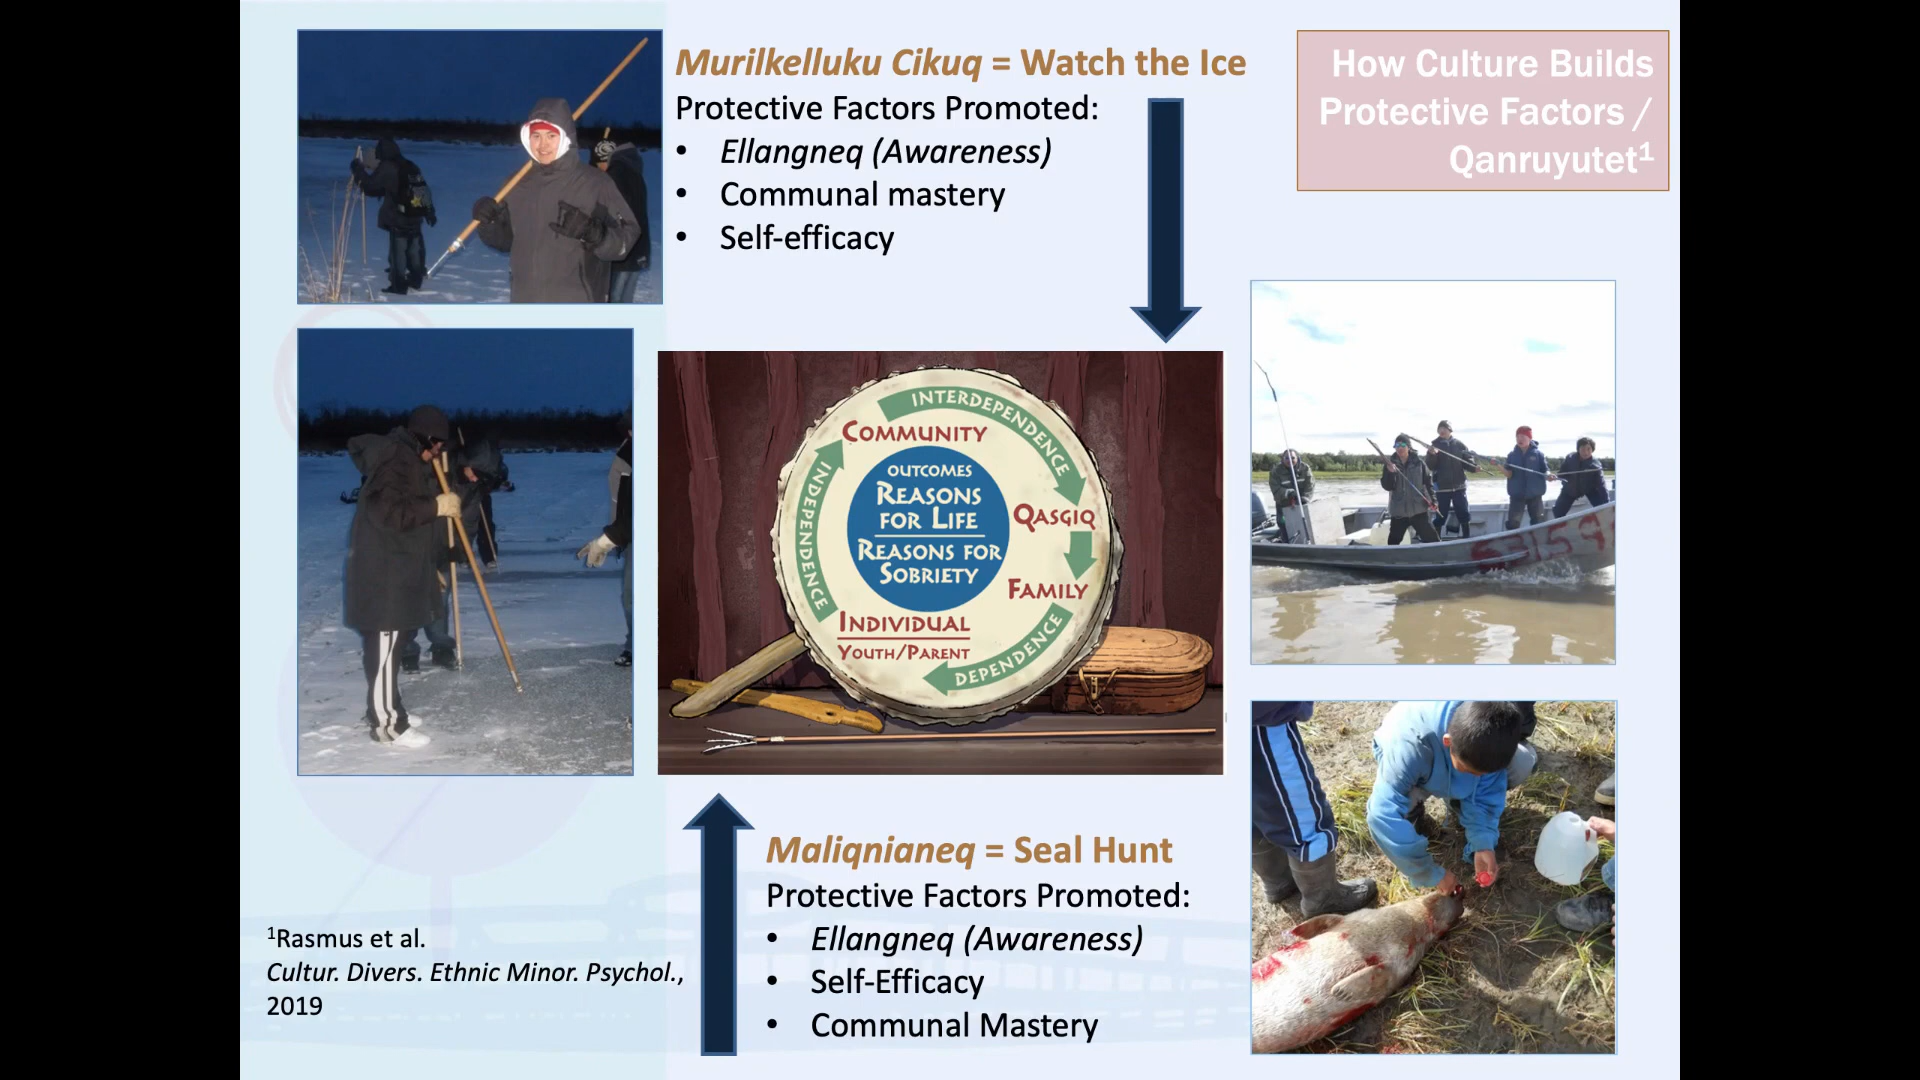 How Culture Builds
Protective Factors /
Qanruyutet¹
Murilkelluku Cikuq = Watch the Ice
Protective Factors Promoted:
• Ellangneq (Awareness)
• Communal mastery
• Self-efficacy
INTERDEPENDENCE
COMMUNITY
INDEPENDENCE
OUTCOMES
REASONS
FOR LIFE
REASONS FOR
SOBRIETY
QASGIQ
FAMILY
INDIVIDUAL
YOUTH/PARENT
DEPENDENCE
Maliqnianeq = Seal Hunt
Protective Factors Promoted:
• Ellangneq (Awareness)
• Self-Efficacy
• Communal Mastery
¹Rasmus et al.
Cultur. Divers. Ethnic Minor. Psychol.,
2019